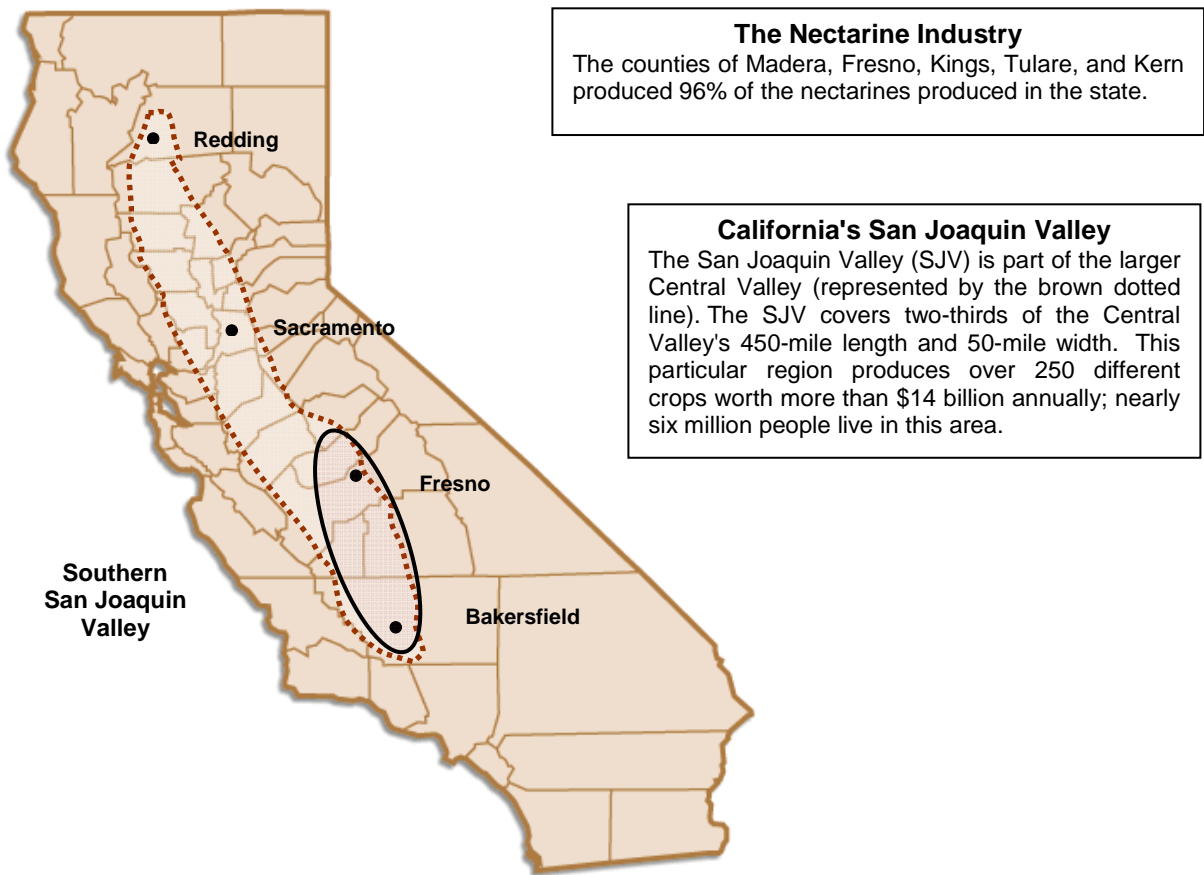 The Nectarine Industry
The counties of Madera, Fresno, Kings, Tulare, and Kern
produced 96% of the nectarines produced in the state.
Redding
California's San Joaquin Valley
The San Joaquin Valley (SJV) is part of the larger
Central Valley (represented by the brown dotted
line). The SJV covers two-thirds of the Central
Valley's 450-mile length and 50-mile width. This
particular region produces over 250 different
crops worth more than $14 billion annually; nearly
six million people live in this area.
Sacramento
Fresno
Southern
San Joaquin
Valley
Bakersfield